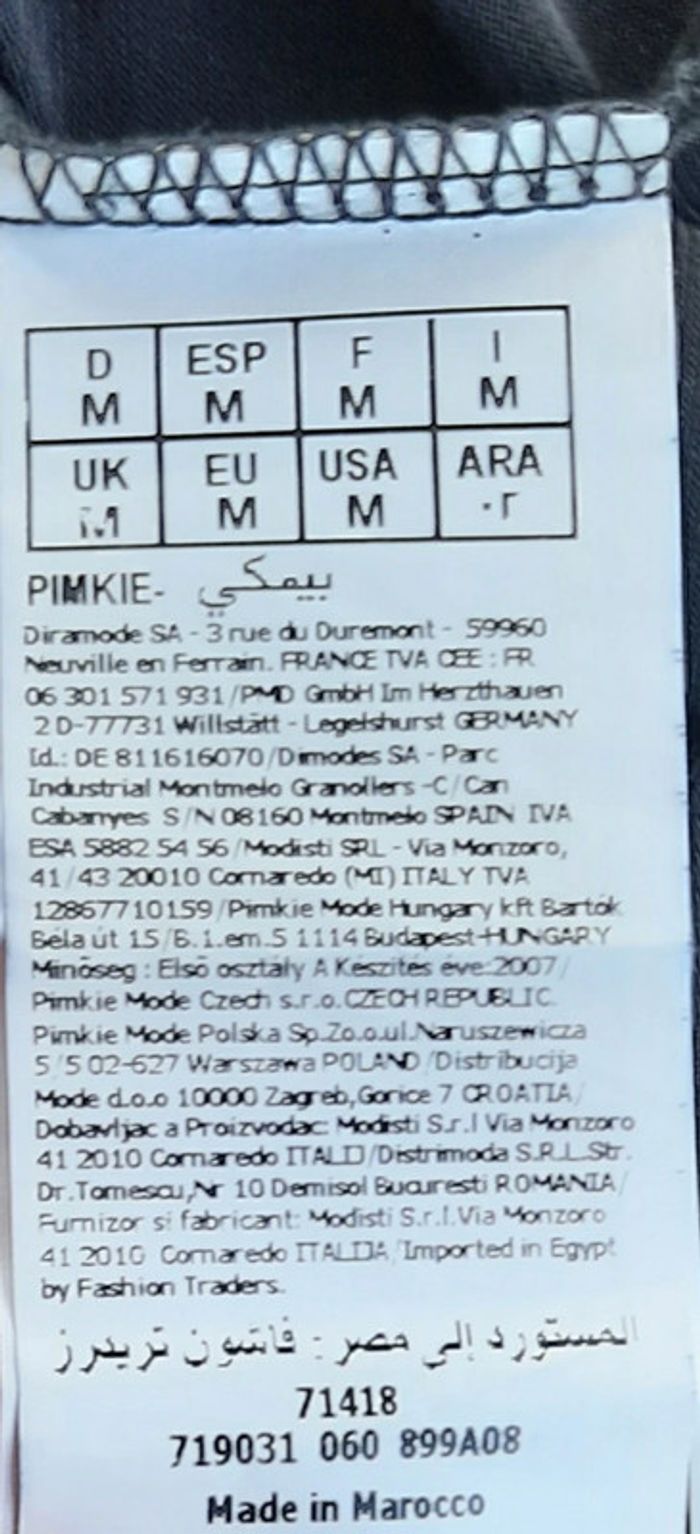 D ESP F I
M M M M
UK EU USA ARA
M M M
PIMKIE- بيمكي
Diramode SA - 3 rue du Duremont - 59960
Neuville en Ferrain. FRANCE TVA CEE : FR
06 301 571 931/PMD GmbH Im Herzthauen
2 D-77731 Willstätt - Legelshurst GERMANY
Id.: DE 811616070/Dimodes SA - Parc
Industrial Montmelo Granollers -C/Can
Cabanyes S/N 08160 Montmelo SPAIN IVA
ESA 5882 54 56/Modisti SRL - Via Monzoro,
41/43 20010 Cornaredo (MI) ITALY TVA
12867710159/Pimkie Mode Hungary kft Bartók
Béla út 15/B.1.em.5 1114 Budapest-HUNGARY
Minőseg : Első osztály A Készítés éve:2007/
Pimkie Mode Czech s.r.o.CZECH REPUBLIC
Pimkie Mode Polska Sp.Zo.o.ul.Naruszewicza
5/5 02-627 Warszawa POLAND/Distribucija
Mode d.o.o 10000 Zagreb,Gorice 7 CROATIA/
Dobavljac a Proizvodac: Modisti S.r.l Via Monzoro
41 2010 Cornaredo ITALIJ/Distrimoda S.R.L.Str.
Dr.Tomescu,Nr 10 Demisol Bucuresti ROMANIA/
Furnizor si fabricant: Modisti S.r.l.Via Monzoro
41 2010 Cornaredo ITALIJA/Imported in Egypt
by Fashion Traders.
المستورد إلى مصر : فاشون تريدرز
71418
719031 060 899A08
Made in Marocco